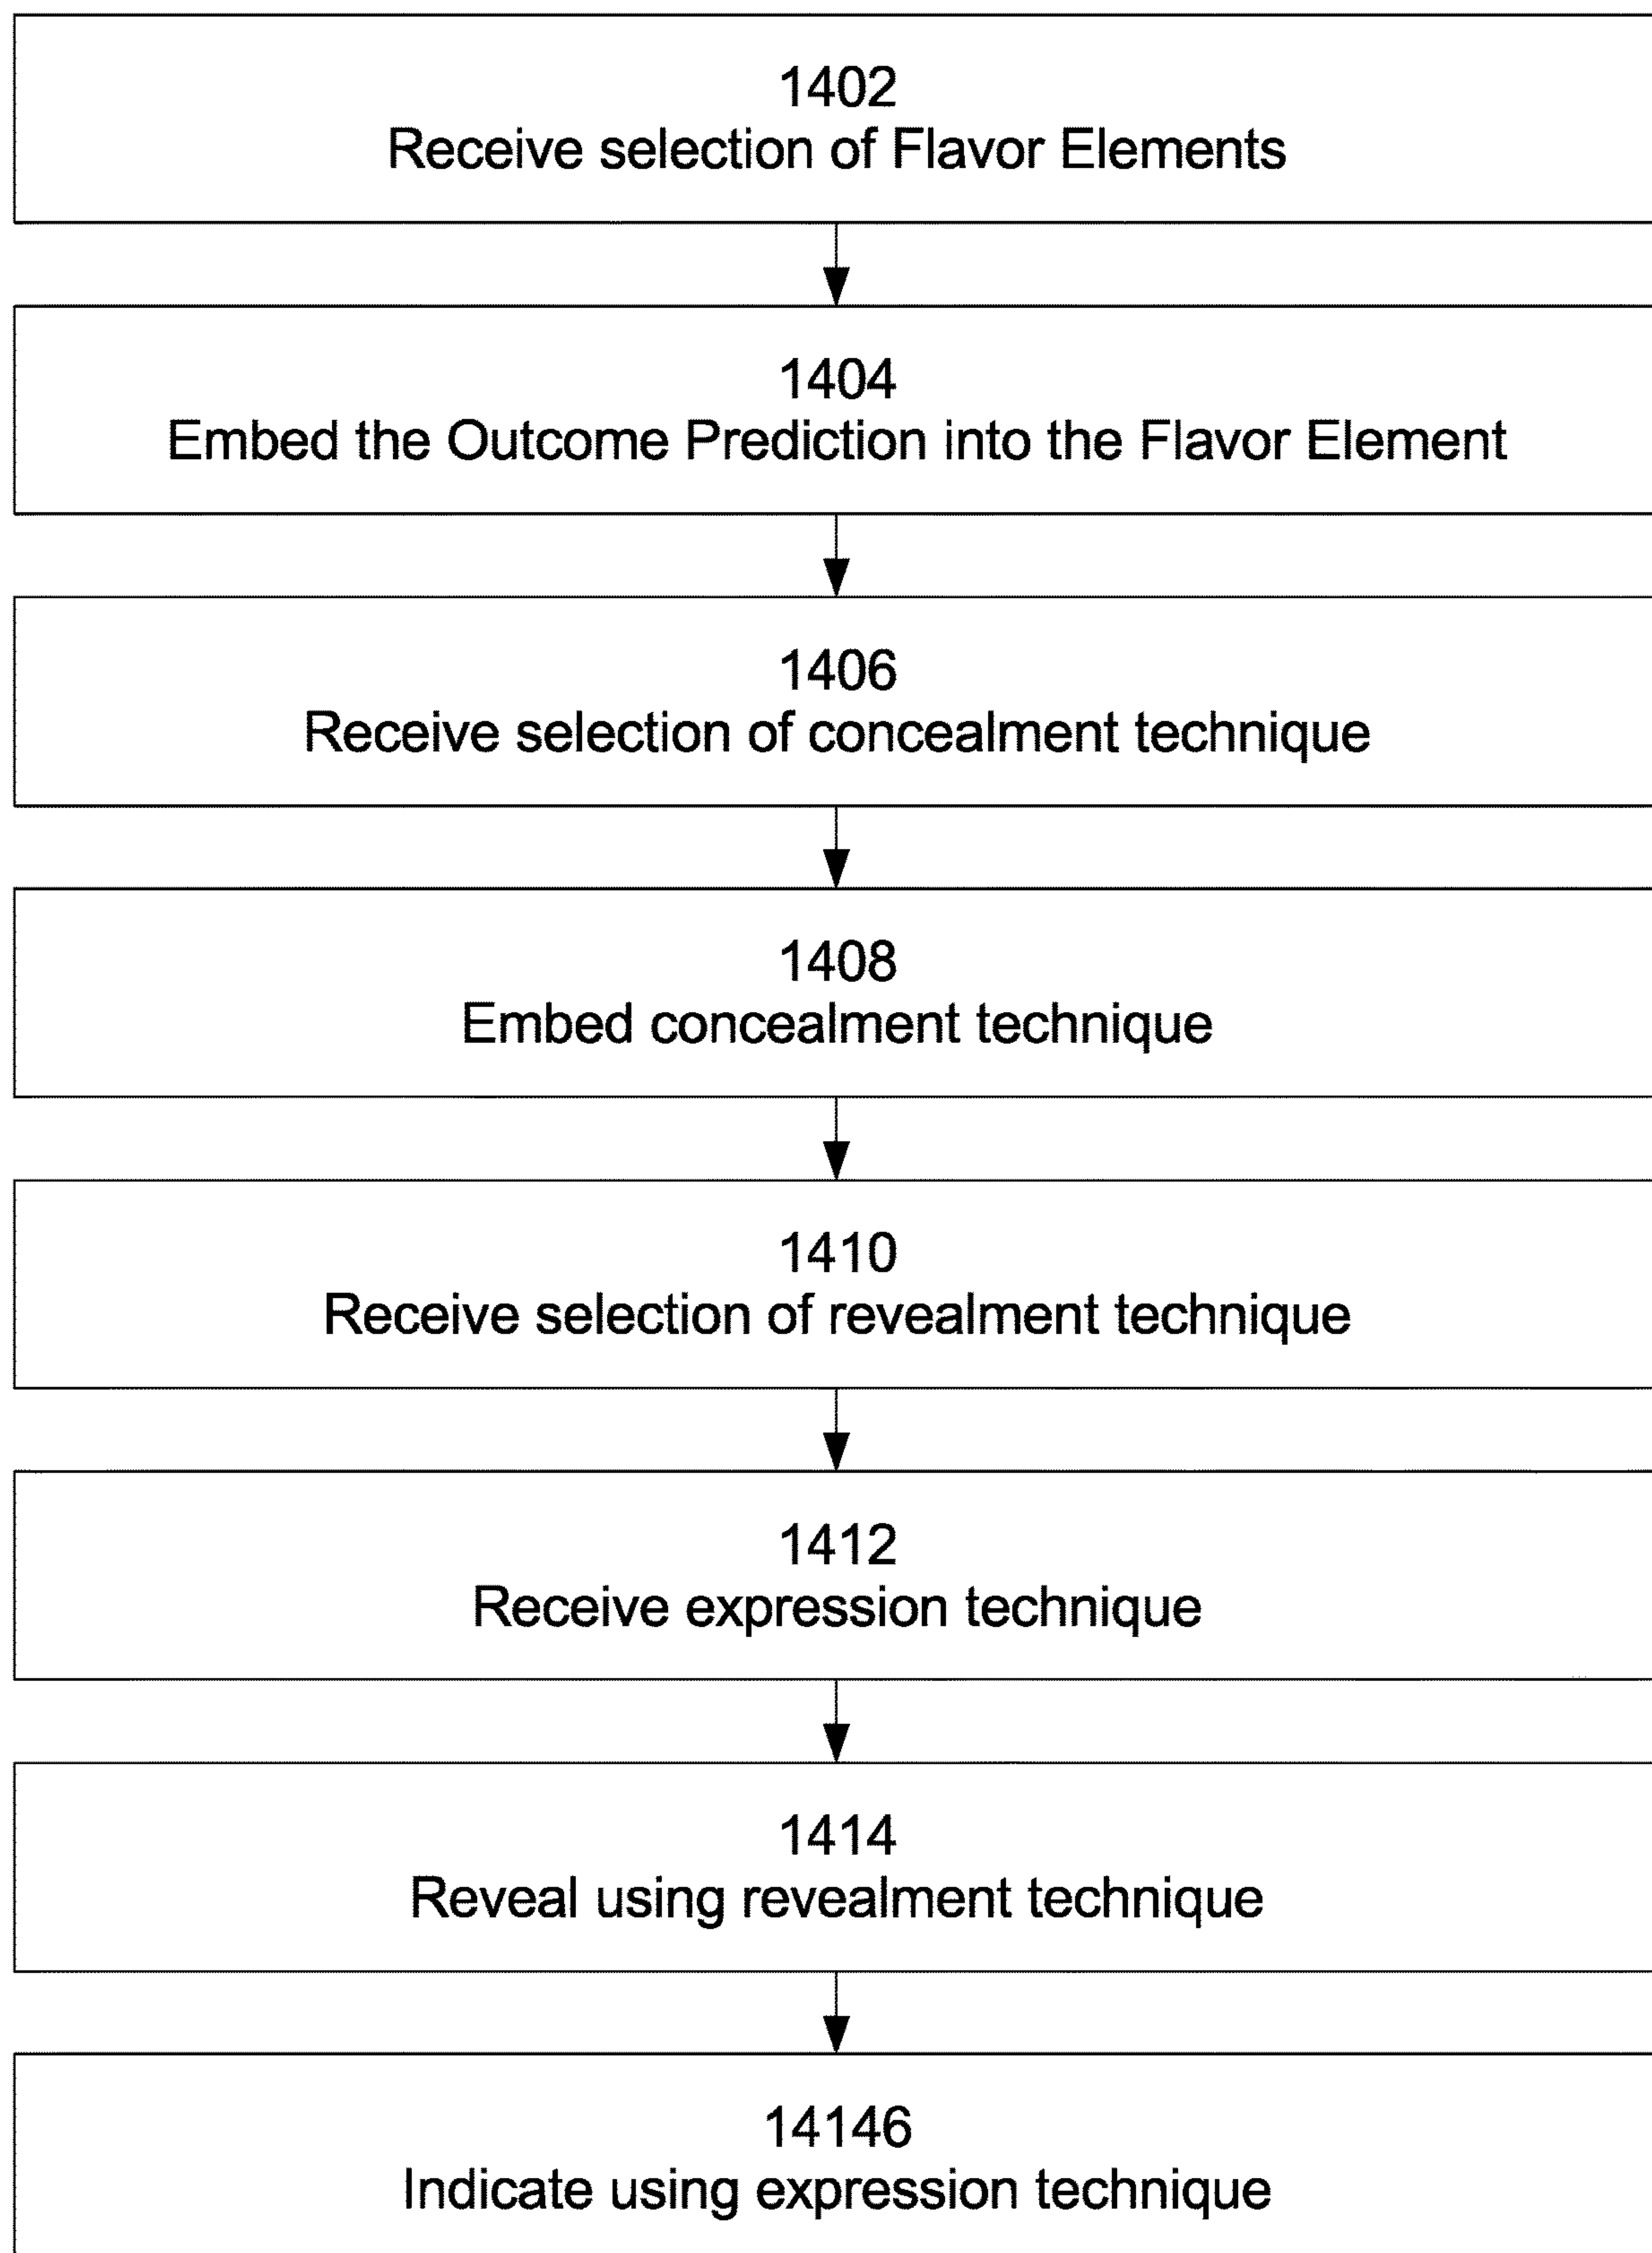 1402
Receive selection of Flavor Elements
1404
Embed the Outcome Prediction into the Flavor Element
1406
Receive selection of concealment technique
1408
Embed concealment technique
1410
Receive selection of revealment technique
1412
Receive expression technique
1414
Reveal using revealment technique
14146
Indicate using expression technique